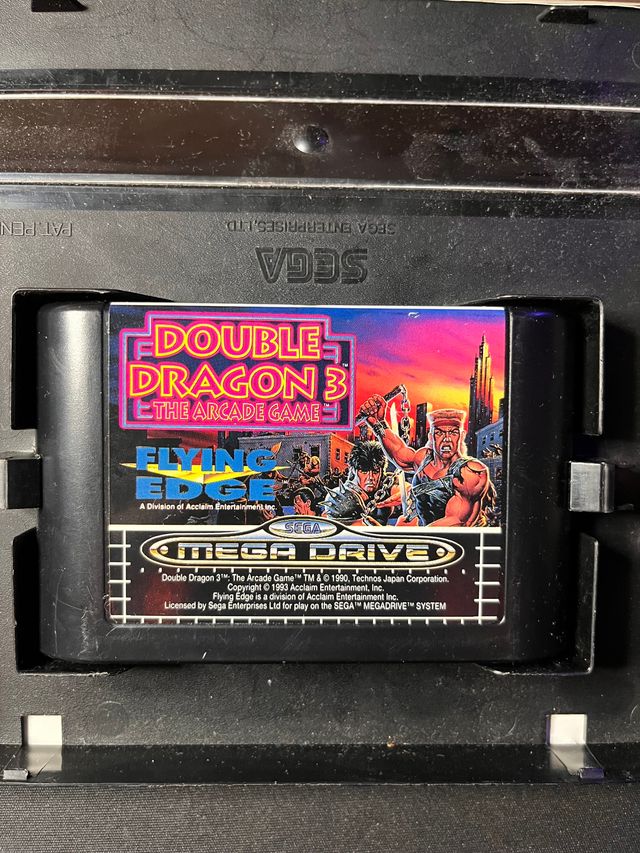 PAT. PEN
SEGA ENTERPRISES, LTD.
SEGA
DOUBLE
DRAGON 3™
THE ARCADE GAME™
FLYING
EDGE
A Division of Acclaim Entertainment Inc.
SEGA
MEGA DRIVE
Double Dragon 3™: The Arcade Game™ TM & © 1990, Technos Japan Corporation.
Copyright © 1993 Acclaim Entertainment, Inc.
Flying Edge is a division of Acclaim Entertainment Inc.
Licensed by Sega Enterprises Ltd for play on the SEGA™ MEGADRIVE™ SYSTEM